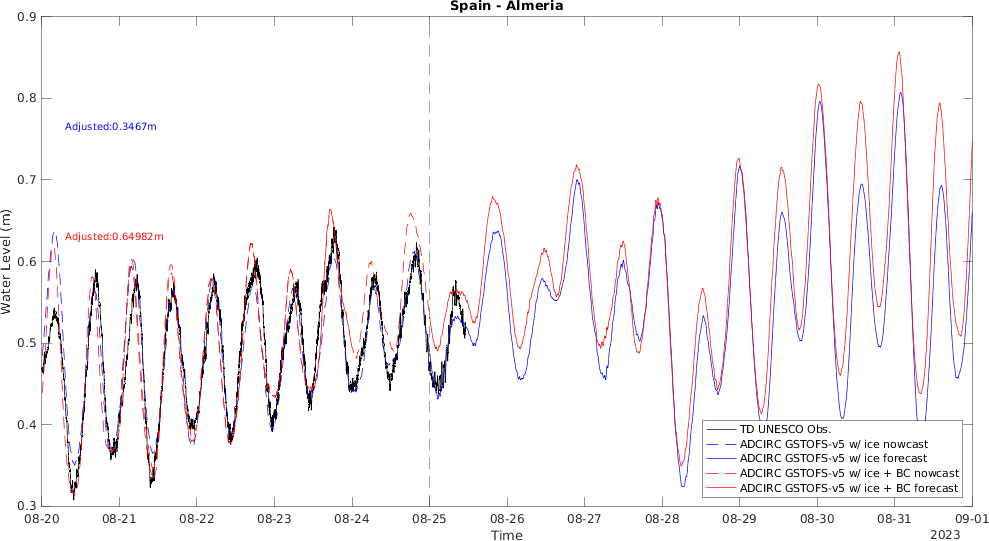 Spain - Almeria
0.9
0.8
0.7
0.6
0.5
0.4
0.3
Water Level (m)
Adjusted:0.3467m
Adjusted:0.64982m
TD UNESCO Obs.
ADCIRC GSTOFS-v5 w/ ice nowcast
ADCIRC GSTOFS-v5 w/ ice forecast
ADCIRC GSTOFS-v5 w/ ice + BC nowcast
ADCIRC GSTOFS-v5 w/ ice + BC forecast
08-20 08-21 08-22 08-23 08-24 08-25 08-26 08-27 08-28 08-29 08-30 08-31 09-01
Time
2023